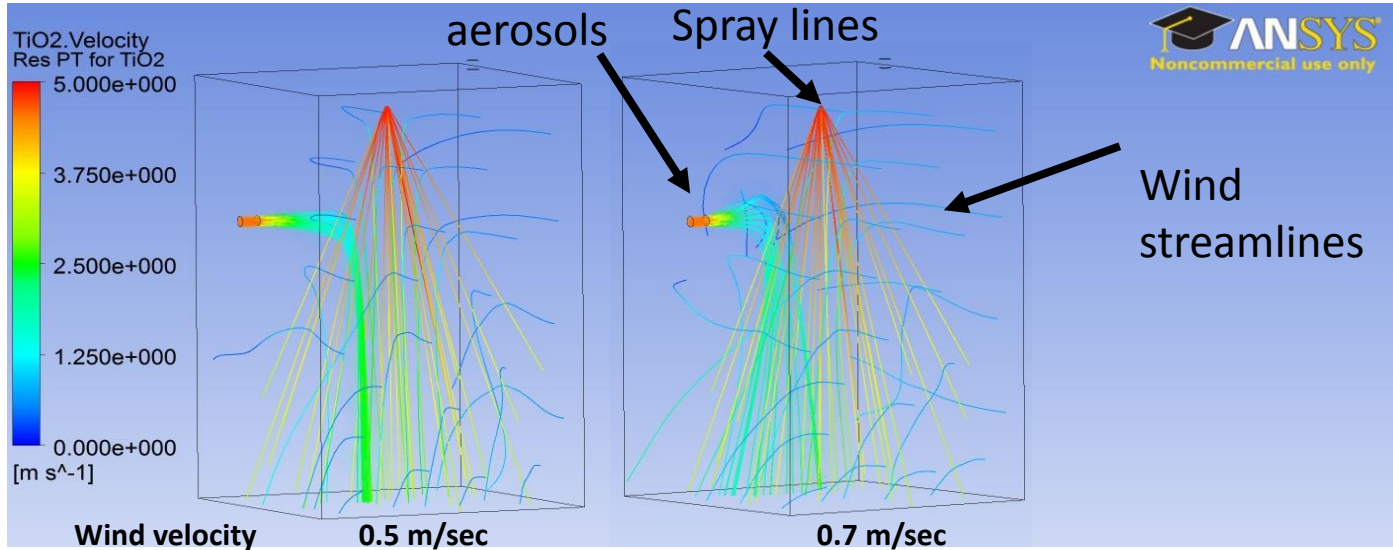 TiO2.Velocity
Res PT for TiO2
5.000e+000
3.750e+000
2.500e+000
1.250e+000
0.000e+000
[m s^-1]
aerosols
Spray lines
Wind
streamlines
ANSYS
Noncommercial use only
Wind velocity
0.5 m/sec
0.7 m/sec